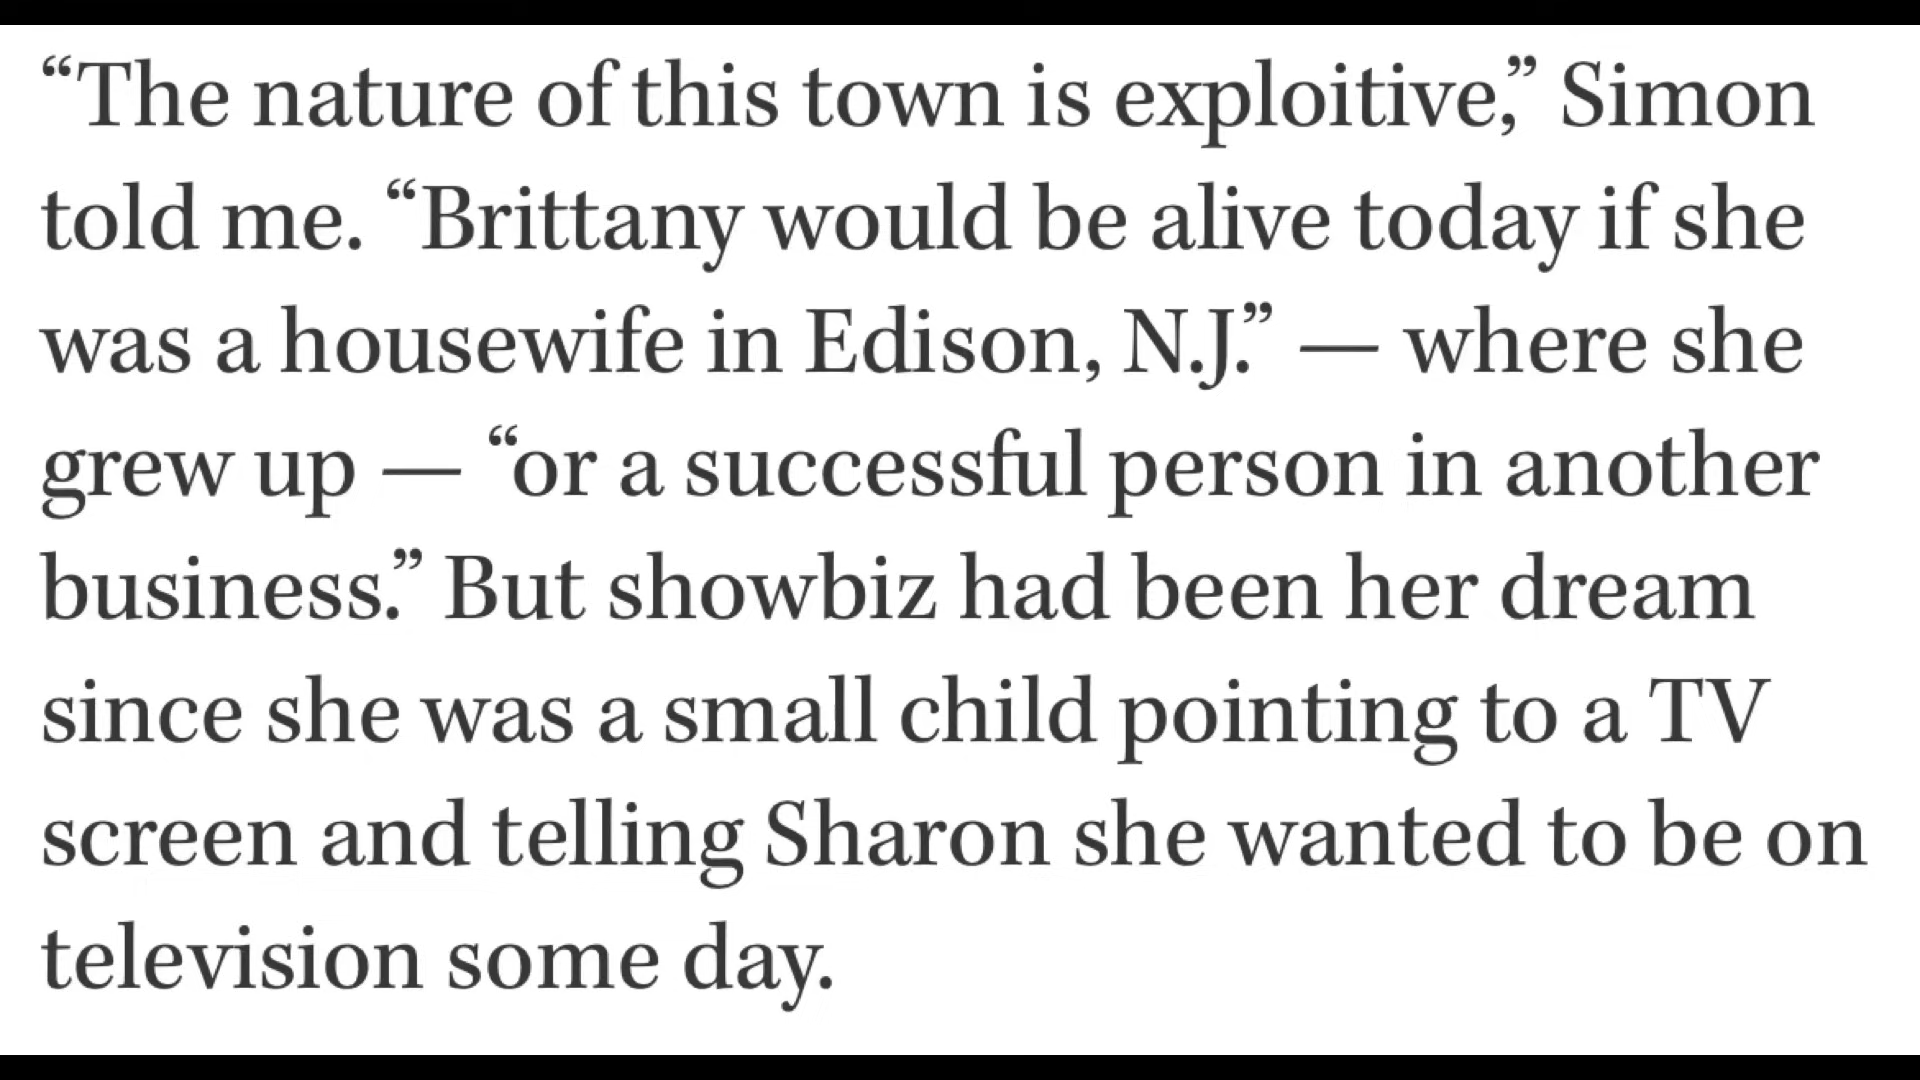 “The nature of this town is exploitive,” Simon
told me. “Brittany would be alive today if she
was a housewife in Edison, N.J.” — where she
grew up — “or a successful person in another
business.” But showbiz had been her dream
since she was a small child pointing to a TV
screen and telling Sharon she wanted to be on
television some day.